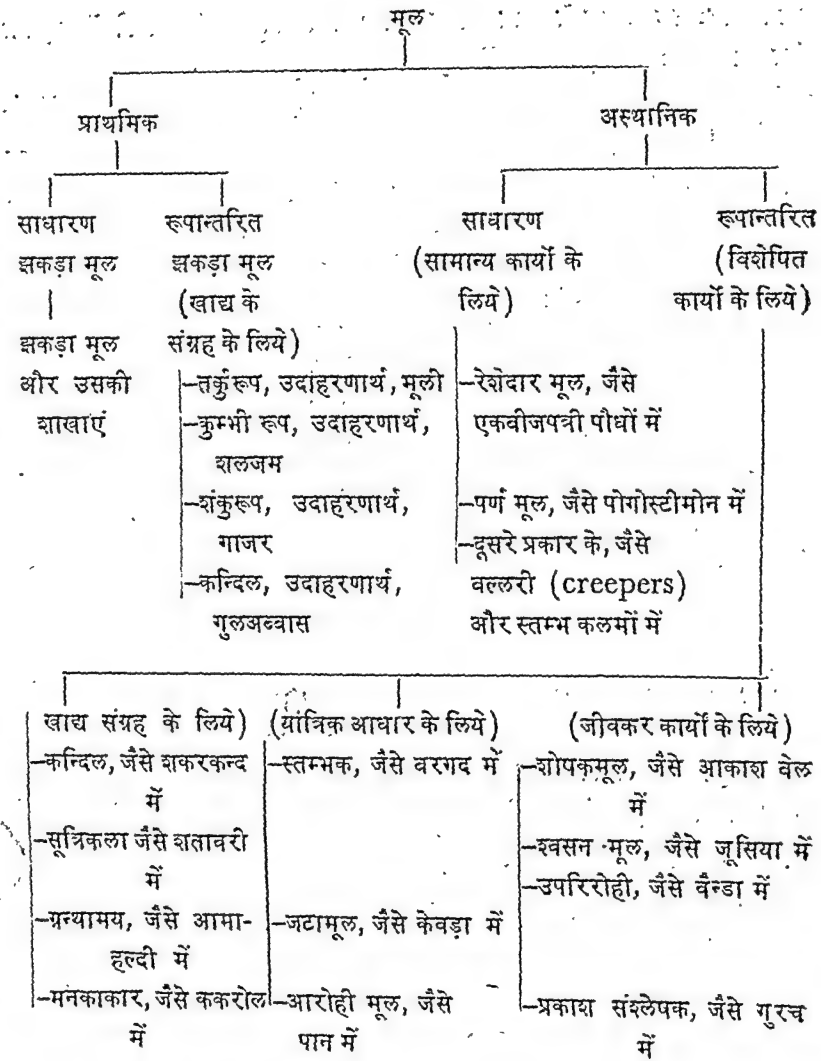 मूल
प्राथमिक
अस्थानिक
साधारण
झकड़ा मूल
झकड़ा मूल
और उसकी
शाखाएं
रूपान्तरित
झकड़ा मूल
(खाद्य के
संग्रह के लिये)
–तर्कुरूप, उदाहरणार्थ, मूली
–कुम्भी रूप, उदाहरणार्थ,
शलजम
–शंकुरूप, उदाहरणार्थ,
गाजर
–कन्दिल, उदाहरणार्थ,
गुलअब्बास
साधारण
(सामान्य कार्यों के
लिये)
–रेशेदार मूल, जैसे
एकबीजपत्री पौधों में
–पर्ण मूल, जैसे पोगोस्टीमोन में
–दूसरे प्रकार के, जैसे
वल्लरी (creepers)
और स्तम्भ कलमों में
रूपान्तरित
(विशेषित
कार्यों के लिये)
खाद्य संग्रह के लिये)
–कन्दिल, जैसे शकरकन्द
में
–सूत्रिकला जैसे शतावरी
में
–ग्रन्थामय, जैसे आमा-
हल्दी में
–मनकाकार, जैसे ककरोल
में
(यांत्रिक आधार के लिये)
–स्तम्भक, जैसे बरगद में
–जटामूल, जैसे केवड़ा में
–आरोही मूल, जैसे
पान में
(जीवकर कार्यों के लिये)
–शोषकमूल, जैसे आकाश बेल
में
–श्वसन मूल, जैसे जूसिया में
–उपरिरोही, जैसे वैन्डा में
–प्रकाश संश्लेषक, जैसे गुरच
में